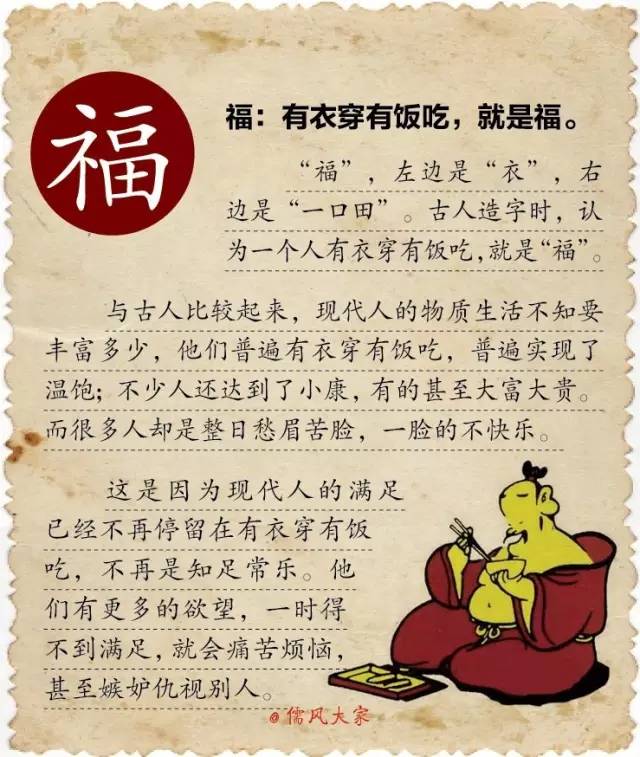 福
福：有衣穿有饭吃，就是福。
“福”，左边是“衣”，右
边是“一口田”。古人造字时，认
为一个人有衣穿有饭吃，就是“福”。
与古人比较起来，现代人的物质生活不知要
丰富多少，他们普遍有衣穿有饭吃，普遍实现了
温饱；不少人还达到了小康，有的甚至大富大贵。
而很多人却是整日愁眉苦脸，一脸的不快乐。
这是因为现代人的满足
已经不再停留在有衣穿有饭
吃，不再是知足常乐。他
们有更多的欲望，一时得
不到满足，就会痛苦烦恼，
甚至嫉妒仇视别人。
@儒风大家